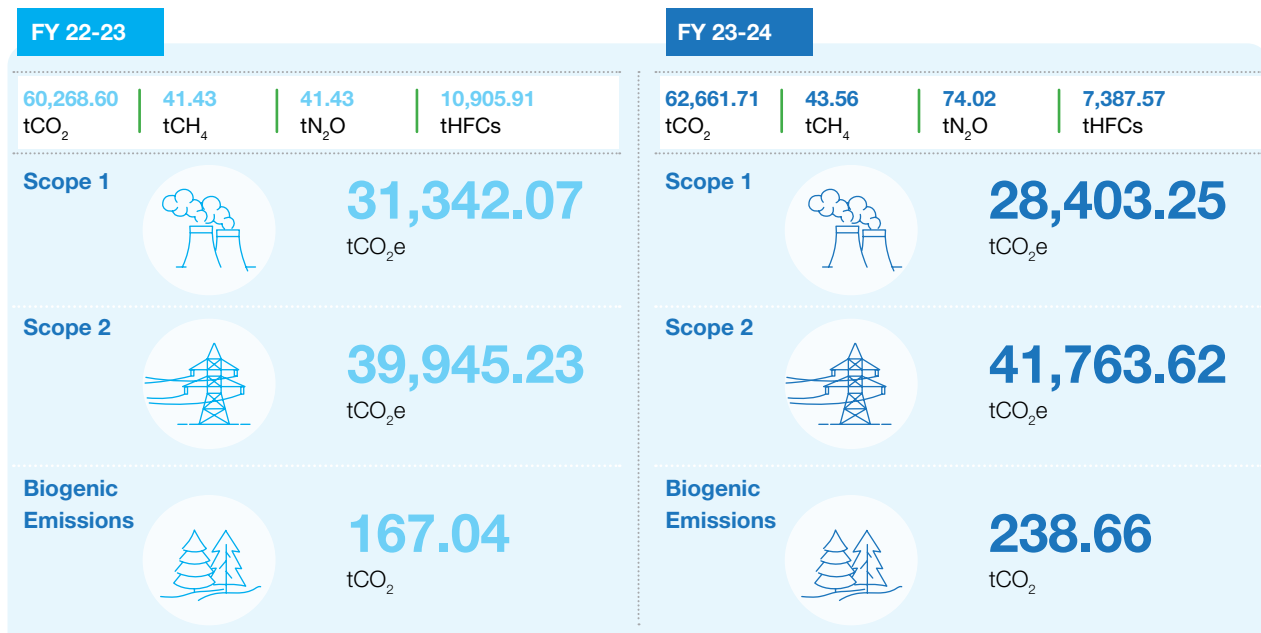 FY 22-23
60,268.60 41.43 41.43 10,905.91
tCO₂ tCH₄ tN₂O tHFCs
Scope 1
31,342.07
tCO₂e
Scope 2
39,945.23
tCO₂e
Biogenic
Emissions
167.04
tCO₂
FY 23-24
62,661.71 43.56 74.02 7,387.57
tCO₂ tCH₄ tN₂O tHFCs
Scope 1
28,403.25
tCO₂e
Scope 2
41,763.62
tCO₂e
Biogenic
Emissions
238.66
tCO₂